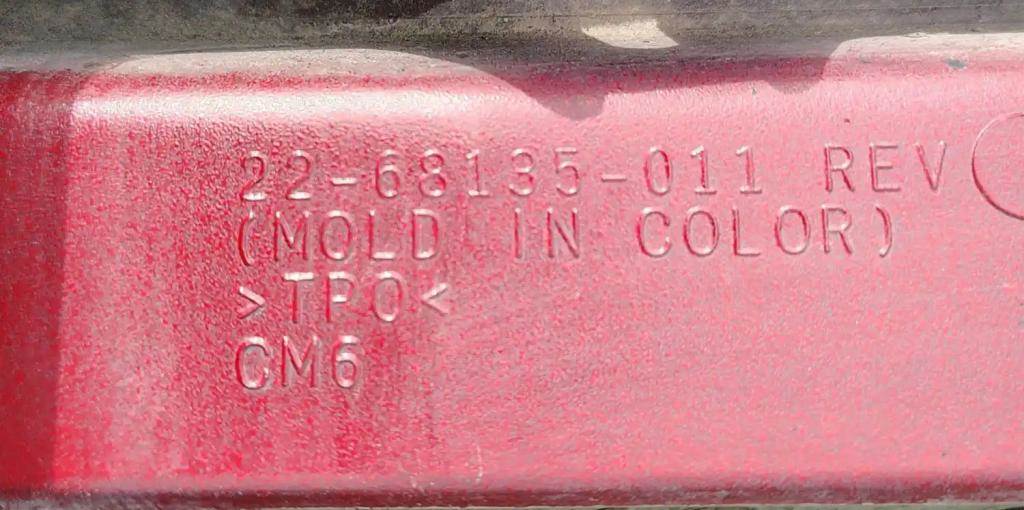 22-68135-011 REV
(MOLD IN COLOR)
>TPO<
CM6